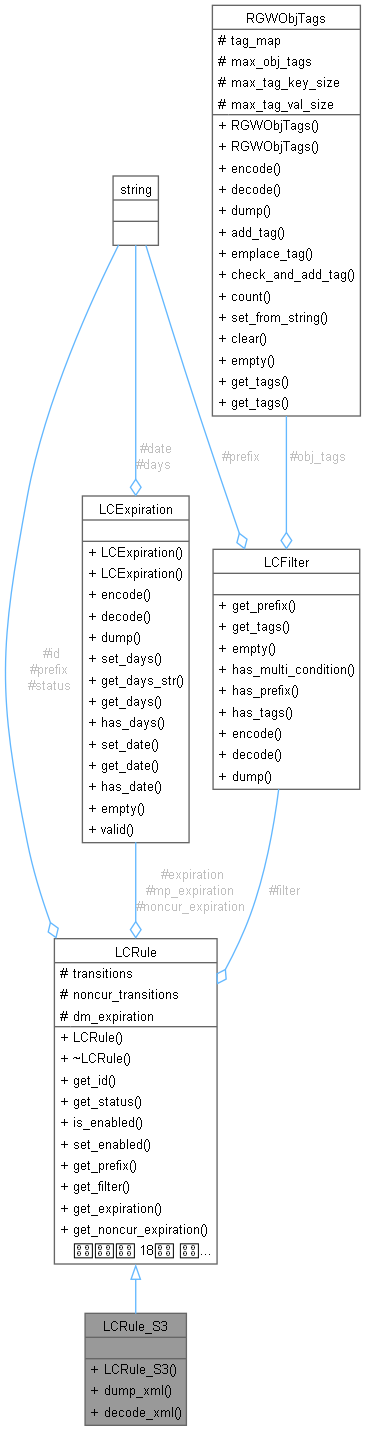 RGWObjTags
# tag_map
# max_obj_tags
# max_tag_key_size
# max_tag_val_size
+ RGWObjTags()
+ RGWObjTags()
+ encode()
+ decode()
+ dump()
+ add_tag()
+ emplace_tag()
+ check_and_add_tag()
+ count()
+ set_from_string()
+ clear()
+ empty()
+ get_tags()
+ get_tags()
string
#date
#days
#prefix
#obj_tags
LCExpiration
+ LCExpiration()
+ LCExpiration()
+ encode()
+ decode()
+ dump()
+ set_days()
+ get_days_str()
+ get_days()
+ has_days()
+ set_date()
+ get_date()
+ has_date()
+ empty()
+ valid()
LCFilter
+ get_prefix()
+ get_tags()
+ empty()
+ has_multi_condition()
+ has_prefix()
+ has_tags()
+ encode()
+ decode()
+ dump()
#id
#prefix
#status
#expiration
#mp_expiration
#noncur_expiration
#filter
LCRule
# transitions
# noncur_transitions
# dm_expiration
+ LCRule()
+ ~LCRule()
+ get_id()
+ get_status()
+ is_enabled()
+ set_enabled()
+ get_prefix()
+ get_filter()
+ get_expiration()
+ get_noncur_expiration()
18 ...
LCRule_S3
+ LCRule_S3()
+ dump_xml()
+ decode_xml()